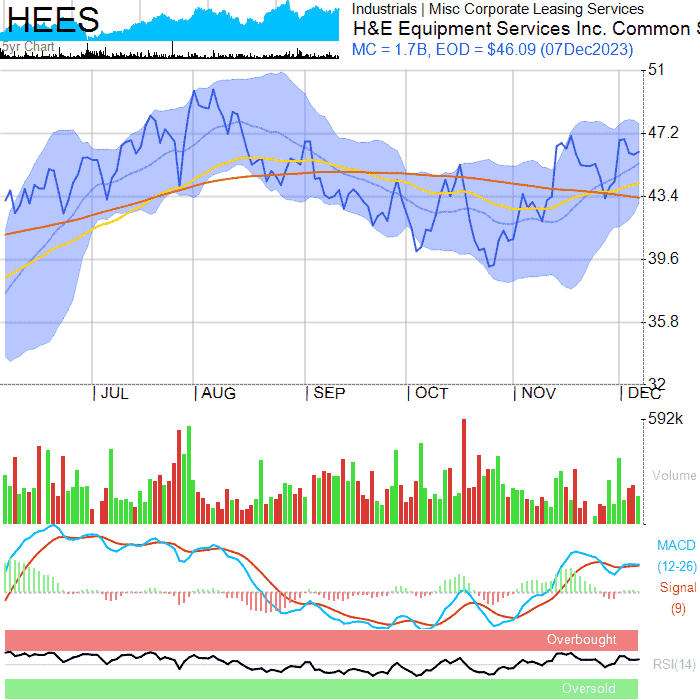 HEES
5yr Chart
Industrials | Misc Corporate Leasing Services
H&E Equipment Services Inc. Common S
MC = 1.7B, EOD = $46.09 (07Dec2023)
51
47.2
43.4
39.6
35.8
32
| JUL | AUG | SEP | OCT | NOV | DEC
592k
Volume
MACD
(12-26)
Signal
(9)
Overbought
RSI(14)
Oversold